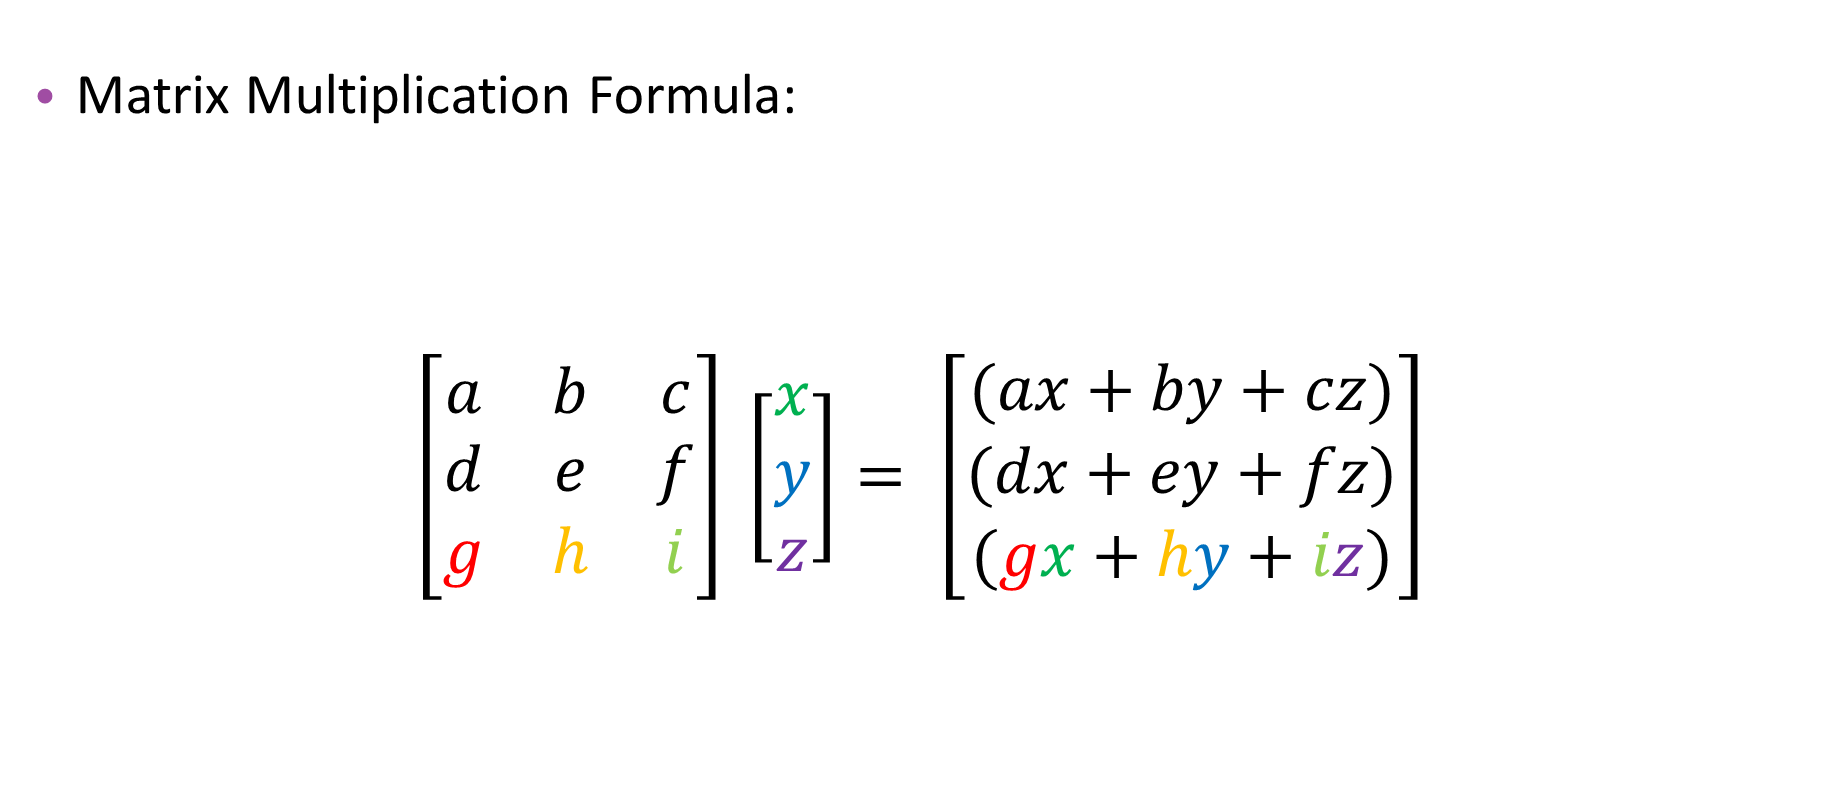 • Matrix Multiplication Formula:
[a b c] [x] = [(ax + by + cz)]
[d e f] [y] [(dx + ey + fz)]
[g h i] [z] [(gx + hy + iz)]